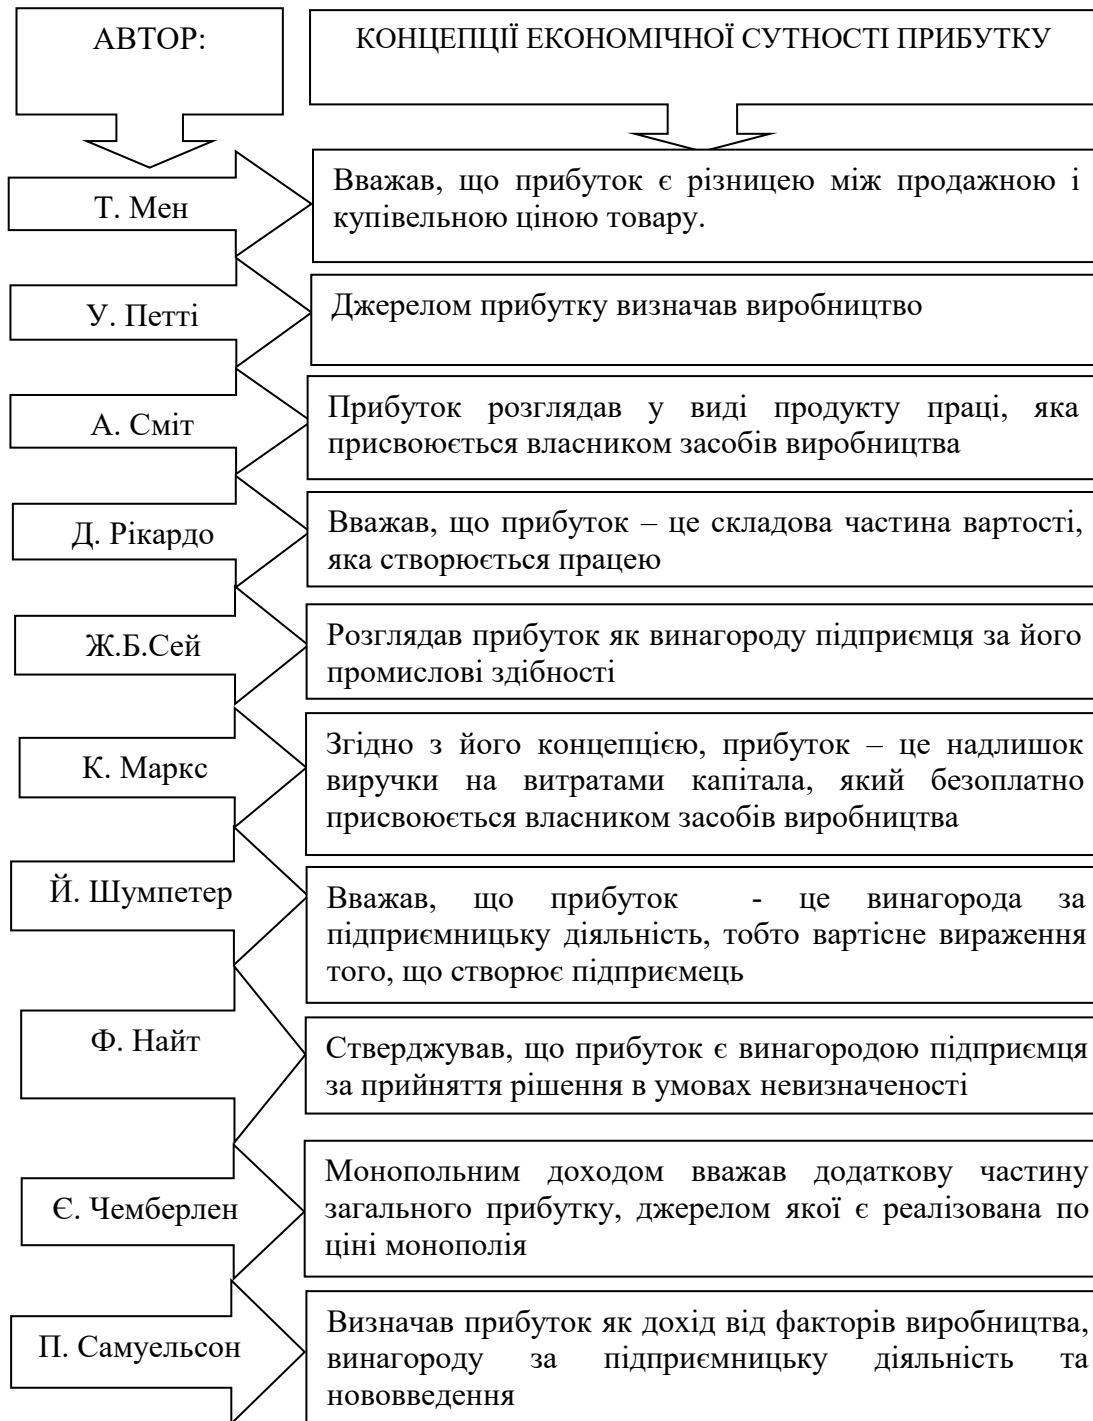 АВТОР:
КОНЦЕПЦІЇ ЕКОНОМІЧНОЇ СУТНОСТІ ПРИБУТКУ
Т. Мен
Вважав, що прибуток є різницею між продажною і
купівельною ціною товару.
У. Петті
Джерелом прибутку визначав виробництво
А. Сміт
Прибуток розглядав у виді продукту праці, яка
присвоюється власником засобів виробництва
Д. Рікардо
Вважав, що прибуток – це складова частина вартості,
яка створюється працею
Ж.Б.Сей
Розглядав прибуток як винагороду підприємця за його
промислові здібності
К. Маркс
Згідно з його концепцією, прибуток – це надлишок
виручки на витратами капітала, який безоплатно
присвоюється власником засобів виробництва
Й. Шумпетер
Вважав, що прибуток - це винагорода за
підприємницьку діяльність, тобто вартісне вираження
того, що створює підприємець
Ф. Найт
Стверджував, що прибуток є винагородою підприємця
за прийняття рішення в умовах невизначеності
Є. Чемберлен
Монопольним доходом вважав додаткову частину
загального прибутку, джерелом якої є реалізована по
ціні монополія
П. Самуельсон
Визначав прибуток як дохід від факторів виробництва,
винагороду за підприємницьку діяльність та
нововведення